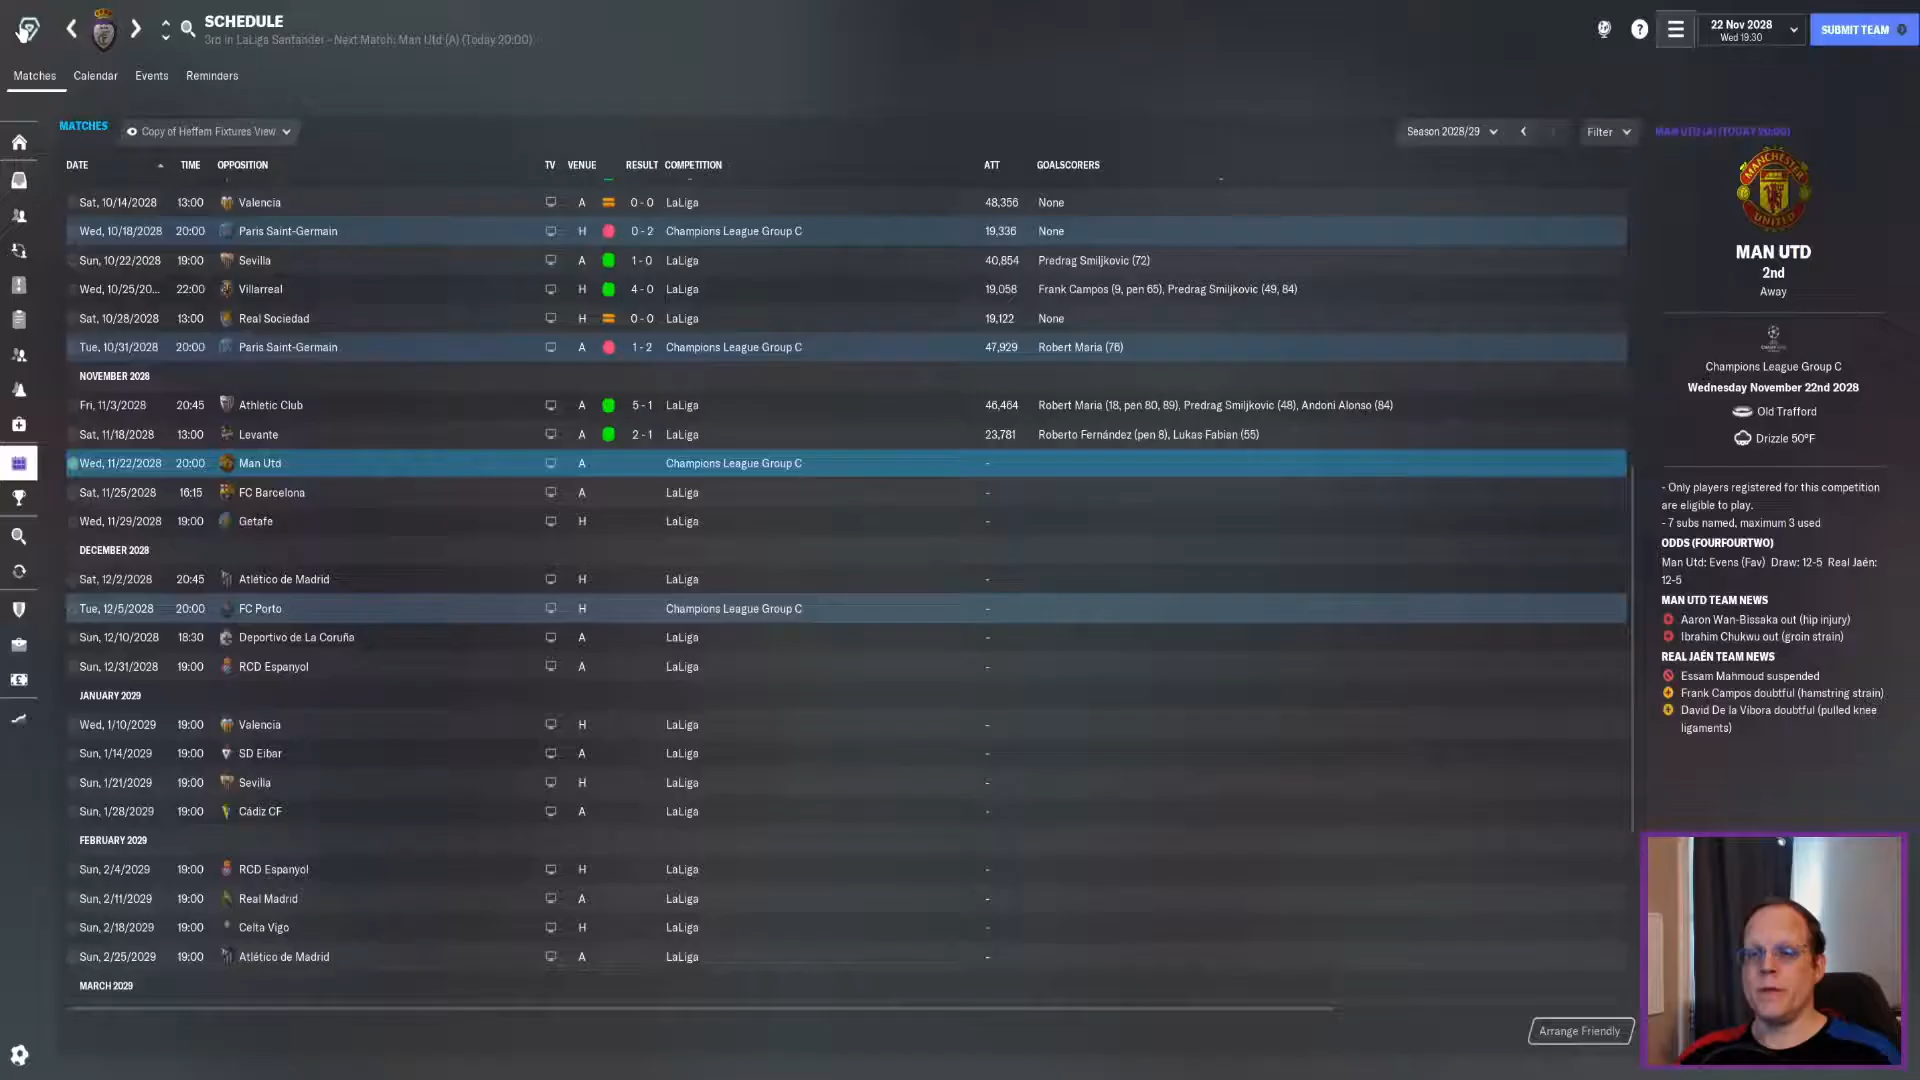 SCHEDULE
3rd in LaLiga Santander - Next Match: Man Utd (A) (Today 20:00)
22 Nov 2028
Wed 19:30
SUBMIT TEAM
Matches Calendar Events Reminders
MATCHES Copy of Heffem Fixtures View Season 2028/29 Filter MAN UTD (A) (TODAY 20:00)
DATE TIME OPPOSITION TV VENUE RESULT COMPETITION ATT GOALSCORERS
Sat, 10/14/2028 13:00 Valencia A 0 - 0 LaLiga 48,356 None
Wed, 10/18/2028 20:00 Paris Saint-Germain H 0 - 2 Champions League Group C 19,336 None
Sun, 10/22/2028 19:00 Sevilla A 1 - 0 LaLiga 40,854 Predrag Smiljkovic (72)
Wed, 10/25/20... 22:00 Villarreal H 4 - 0 LaLiga 19,058 Frank Campos (9, pen 65), Predrag Smiljkovic (49, 84)
Sat, 10/28/2028 13:00 Real Sociedad H 0 - 0 LaLiga 19,122 None
Tue, 10/31/2028 20:00 Paris Saint-Germain A 1 - 2 Champions League Group C 47,929 Robert Maria (76)
NOVEMBER 2028
Fri, 11/3/2028 20:45 Athletic Club A 5 - 1 LaLiga 46,464 Robert Maria (18, pen 80, 89), Predrag Smiljkovic (48), Andoni Alonso (84)
Sat, 11/18/2028 13:00 Levante A 2 - 1 LaLiga 23,781 Roberto Fernández (pen 8), Lukas Fabian (55)
Wed, 11/22/2028 20:00 Man Utd A Champions League Group C -
Sat, 11/25/2028 16:15 FC Barcelona A LaLiga -
Wed, 11/29/2028 19:00 Getafe H LaLiga -
DECEMBER 2028
Sat, 12/2/2028 20:45 Atlético de Madrid H LaLiga -
Tue, 12/5/2028 20:00 FC Porto H Champions League Group C -
Sun, 12/10/2028 18:30 Deportivo de La Coruña A LaLiga -
Sun, 12/31/2028 19:00 RCD Espanyol A LaLiga -
JANUARY 2029
Wed, 1/10/2029 19:00 Valencia H LaLiga -
Sun, 1/14/2029 19:00 SD Eibar A LaLiga -
Sun, 1/21/2029 19:00 Sevilla H LaLiga -
Sun, 1/28/2029 19:00 Cádiz CF A LaLiga -
FEBRUARY 2029
Sun, 2/4/2029 19:00 RCD Espanyol H LaLiga -
Sun, 2/11/2029 19:00 Real Madrid A LaLiga -
Sun, 2/18/2029 19:00 Celta Vigo H LaLiga -
Sun, 2/25/2029 19:00 Atlético de Madrid A LaLiga -
MARCH 2029
Arrange Friendly
MANCHESTER
UNITED
MAN UTD
2nd
Away
Champions League Group C
Wednesday November 22nd 2028
Old Trafford
Drizzle 50°F
- Only players registered for this competition
are eligible to play.
- 7 subs named, maximum 3 used
ODDS (FOURFOURTWO)
Man Utd: Evens (Fav) Draw: 12-5 Real Jaén:
12-5
MAN UTD TEAM NEWS
Aaron Wan-Bissaka out (hip injury)
Ibrahim Chukwu out (groin strain)
REAL JAÉN TEAM NEWS
Essam Mahmoud suspended
Frank Campos doubtful (hamstring strain)
David De la Víbora doubtful (pulled knee
ligaments)